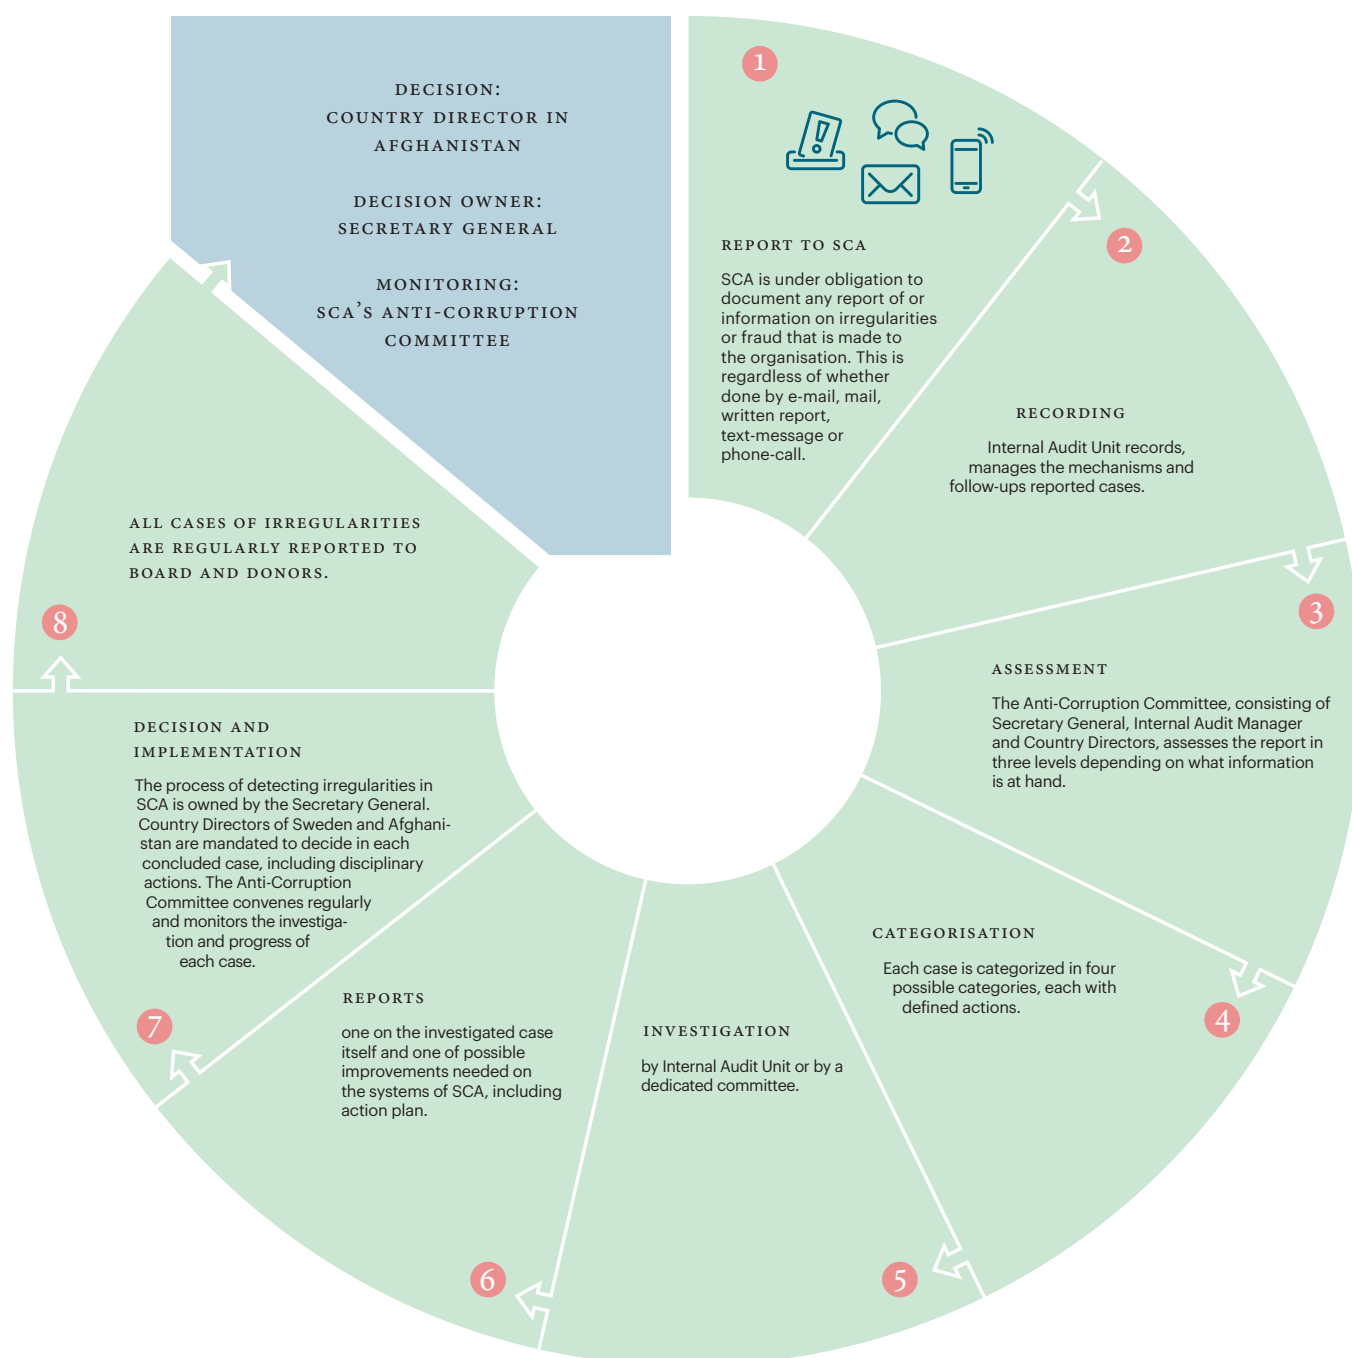 DECISION:
COUNTRY DIRECTOR IN
AFGHANISTAN
DECISION OWNER:
SECRETARY GENERAL
MONITORING:
SCA'S ANTI-CORRUPTION
COMMITTEE
1
REPORT TO SCA
SCA is under obligation to
document any report of or
information on irregularities
or fraud that is made to
the organisation. This is
regardless of whether
done by e-mail, mail,
written report,
text-message or
phone-call.
2
RECORDING
Internal Audit Unit records,
manages the mechanisms and
follow-ups reported cases.
3
ASSESSMENT
The Anti-Corruption Committee, consisting of
Secretary General, Internal Audit Manager
and Country Directors, assesses the report in
three levels depending on what information
is at hand.
4
CATEGORISATION
Each case is categorized in four
possible categories, each with
defined actions.
5
INVESTIGATION
by Internal Audit Unit or by a
dedicated committee.
6
REPORTS
one on the investigated case
itself and one of possible
improvements needed on
the systems of SCA, including
action plan.
7
DECISION AND
IMPLEMENTATION
The process of detecting irregularities in
SCA is owned by the Secretary General.
Country Directors of Sweden and Afghani-
stan are mandated to decide in each
concluded case, including disciplinary
actions. The Anti-Corruption
Committee convenes regularly
and monitors the investiga-
tion and progress of
each case.
8
ALL CASES OF IRREGULARITIES
ARE REGULARLY REPORTED TO
BOARD AND DONORS.